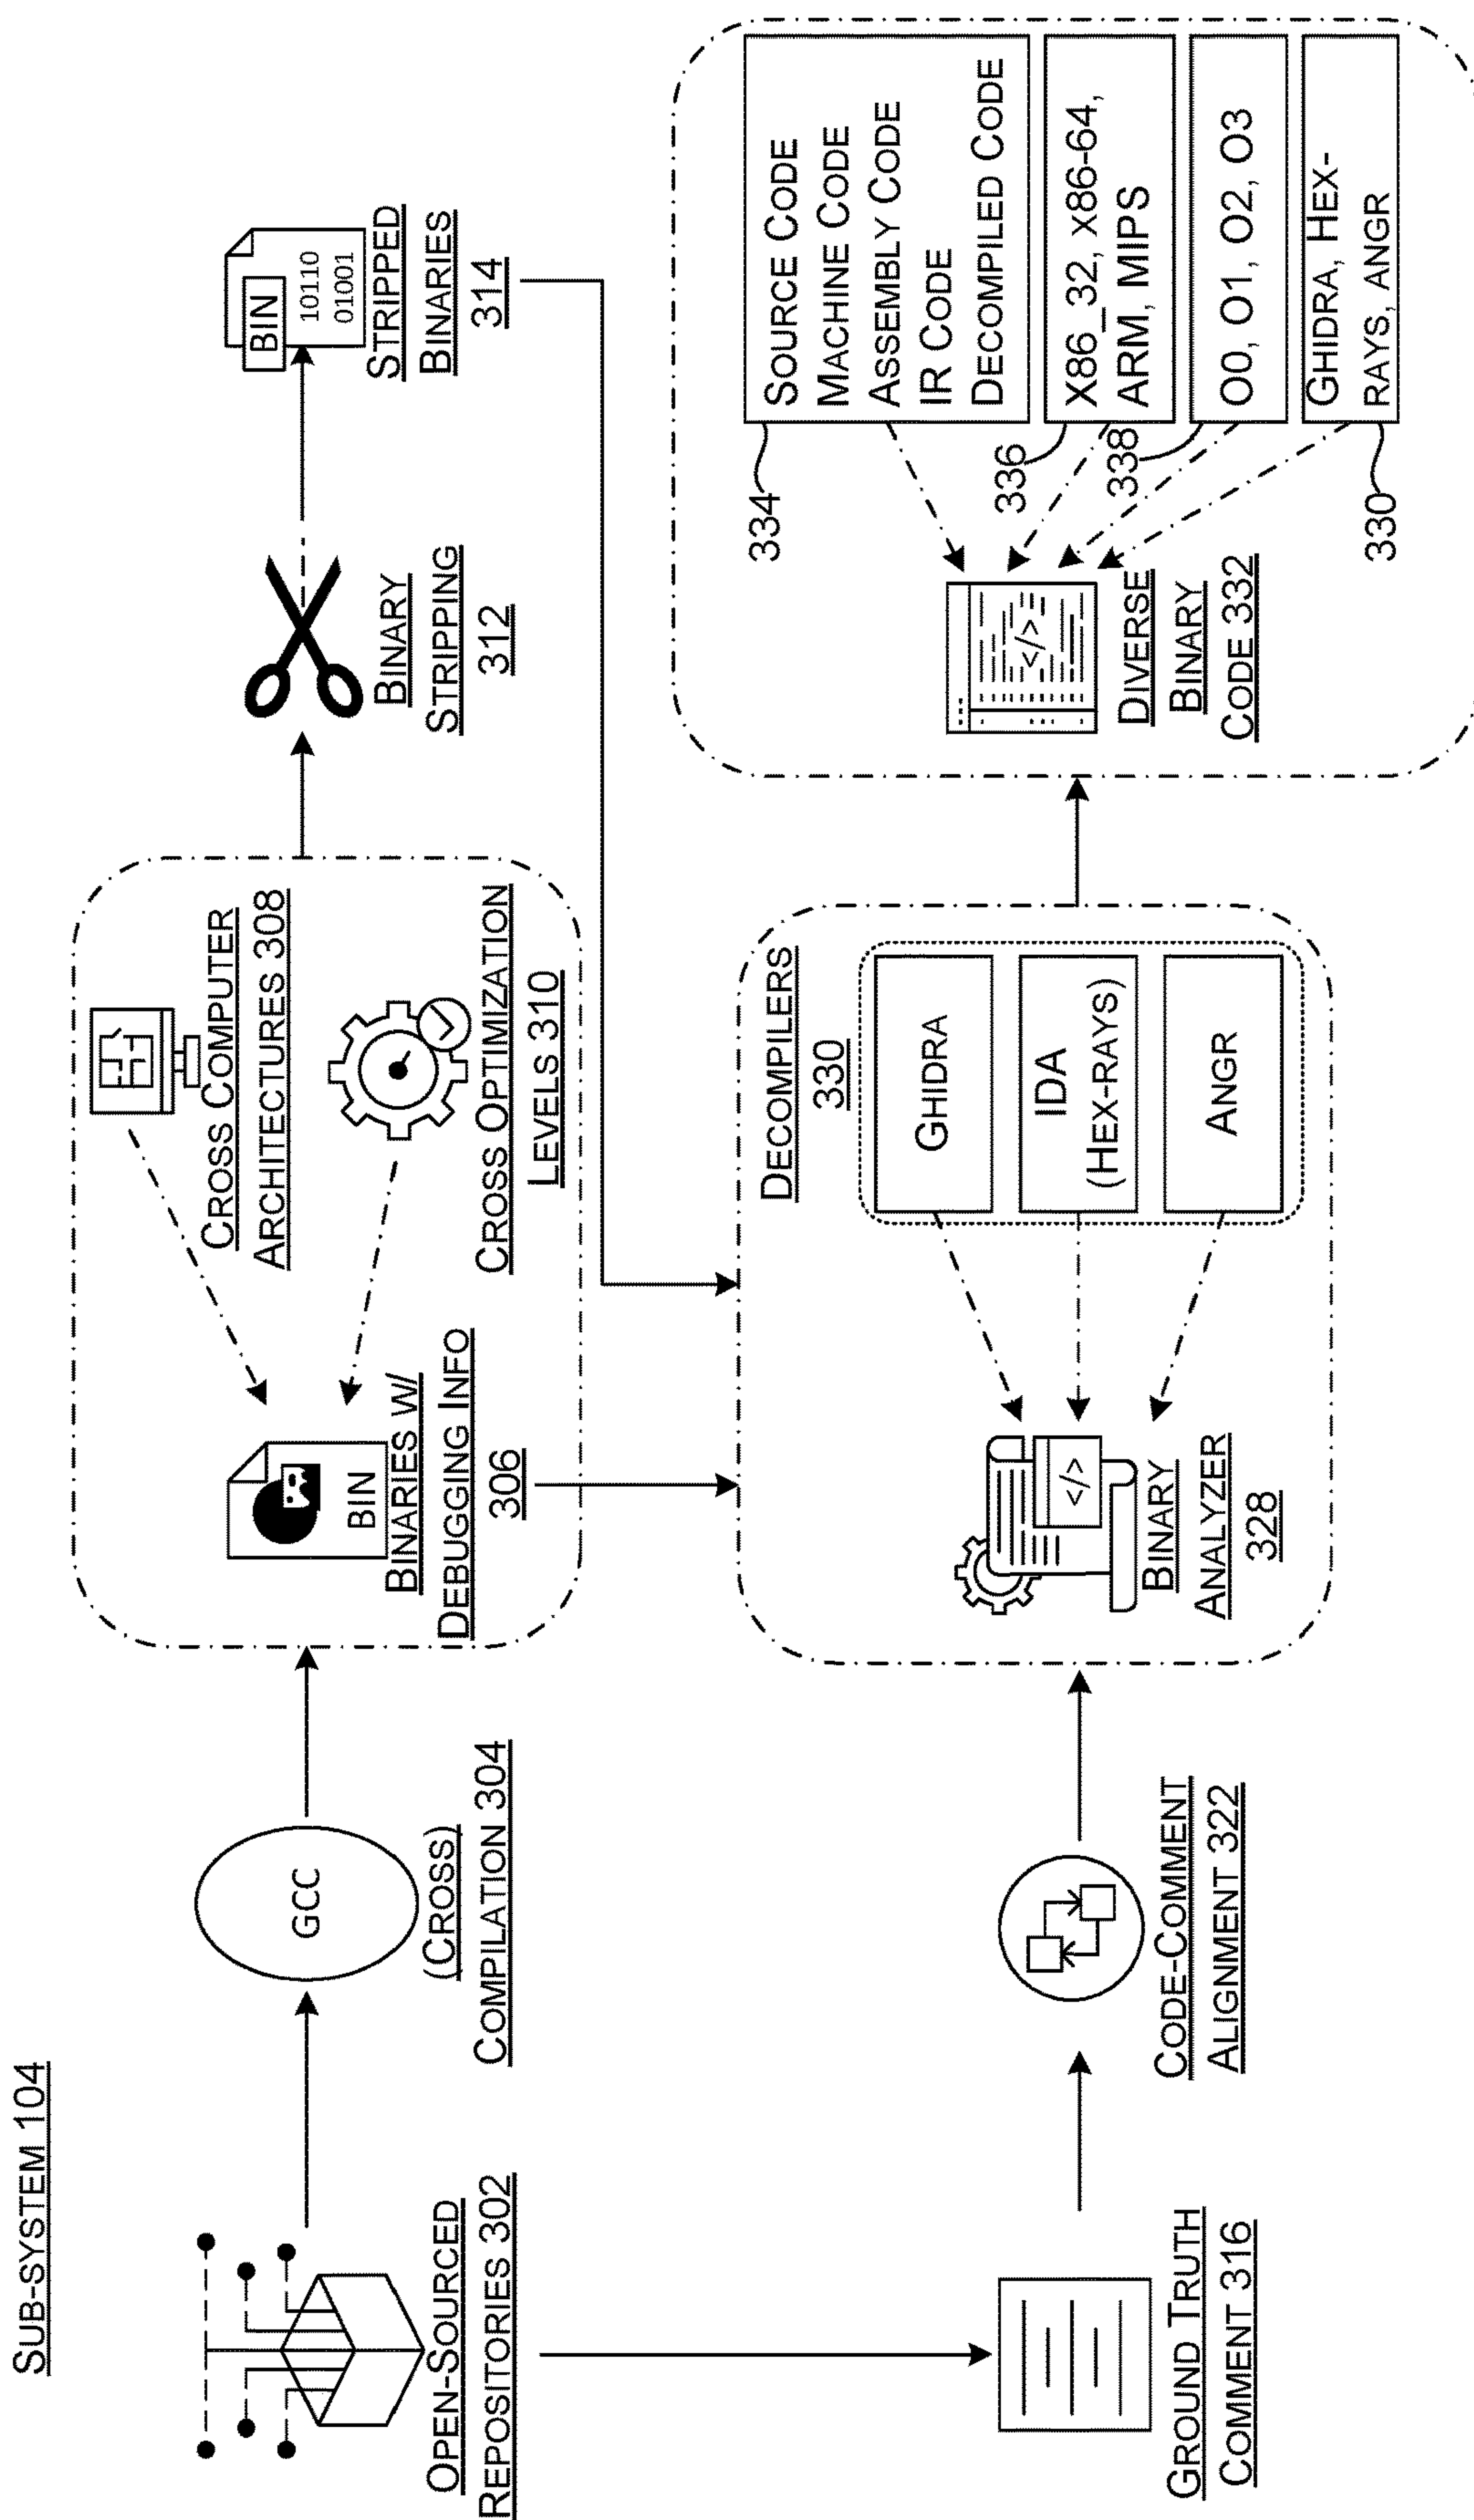 SUB-SYSTEM 104
OPEN-SOURCED
REPOSITORIES 302
GCC
(CROSS)
COMPILATION 304
BIN
BINARIES W/
DEBUGGING INFO
306
CROSS COMPUTER
ARCHITECTURES 308
CROSS OPTIMIZATION
LEVELS 310
BINARY
STRIPPING
312
BIN
10110
01001
STRIPPED
BINARIES
314
GROUND TRUTH
COMMENT 316
CODE-COMMENT
ALIGNMENT 322
</>
BINARY
ANALYZER
328
DECOMPILERS
330
GHIDRA
IDA
(HEX-RAYS)
ANGR
</>
DIVERSE
BINARY
CODE 332
334
SOURCE CODE
MACHINE CODE
ASSEMBLY CODE
IR CODE
DECOMPILED CODE
336
X86_32, X86-64,
ARM, MIPS
338
O0, O1, O2, O3
330
GHIDRA, HEX-
RAYS, ANGR